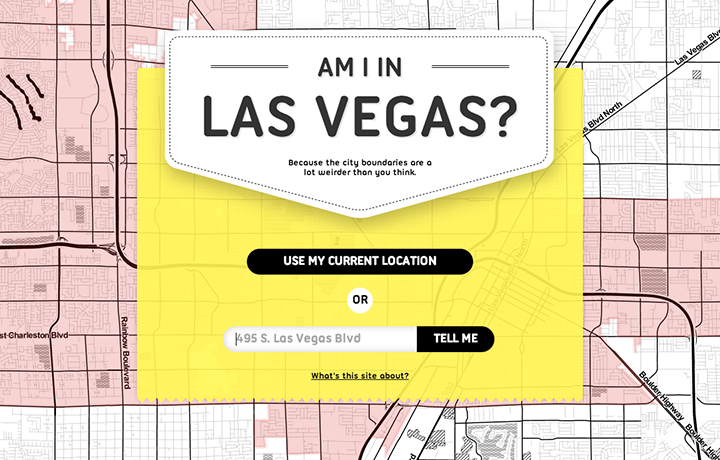 AM I IN
LAS VEGAS?
Because the city boundaries are a
lot weirder than you think.
USE MY CURRENT LOCATION
OR
495 S. Las Vegas Blvd
TELL ME
What's this site about?
Las Vegas Blvd
Las Vegas Blvd North
st Charleston Blvd
Rainbow Boulevard
Boulder Highway
Boulder High